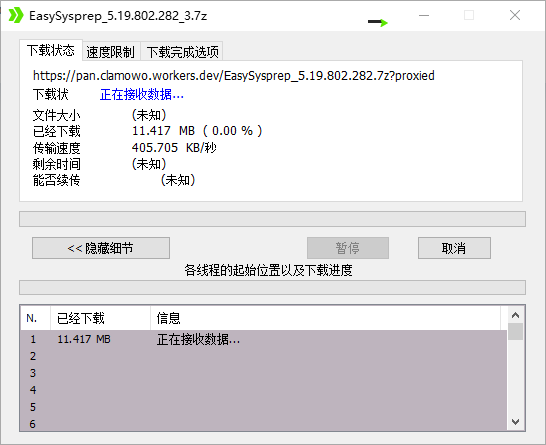 EasySysprep_5.19.802.282_3.7z
下载状态 速度限制 下载完成选项
https://pan.clamowo.workers.dev/EasySysprep_5.19.802.282.7z?proxied
下载状 正在接收数据...
文件大小 (未知)
已经下载 11.417 MB ( 0.00 % )
传输速度 405.705 KB/秒
剩余时间 (未知)
能否续传 (未知)
<< 隐藏细节 暂停 取消
各线程的起始位置以及下载进度
N. 已经下载 信息
1 11.417 MB 正在接收数据...
2
3
4
5
6